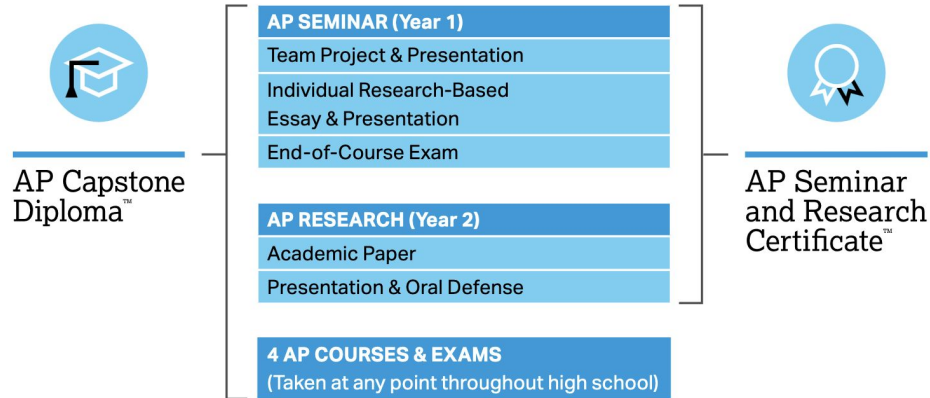 AP Capstone
Diploma™
AP SEMINAR (Year 1)
Team Project & Presentation
Individual Research-Based
Essay & Presentation
End-of-Course Exam
AP RESEARCH (Year 2)
Academic Paper
Presentation & Oral Defense
4 AP COURSES & EXAMS
(Taken at any point throughout high school)
AP Seminar
and Research
Certificate™